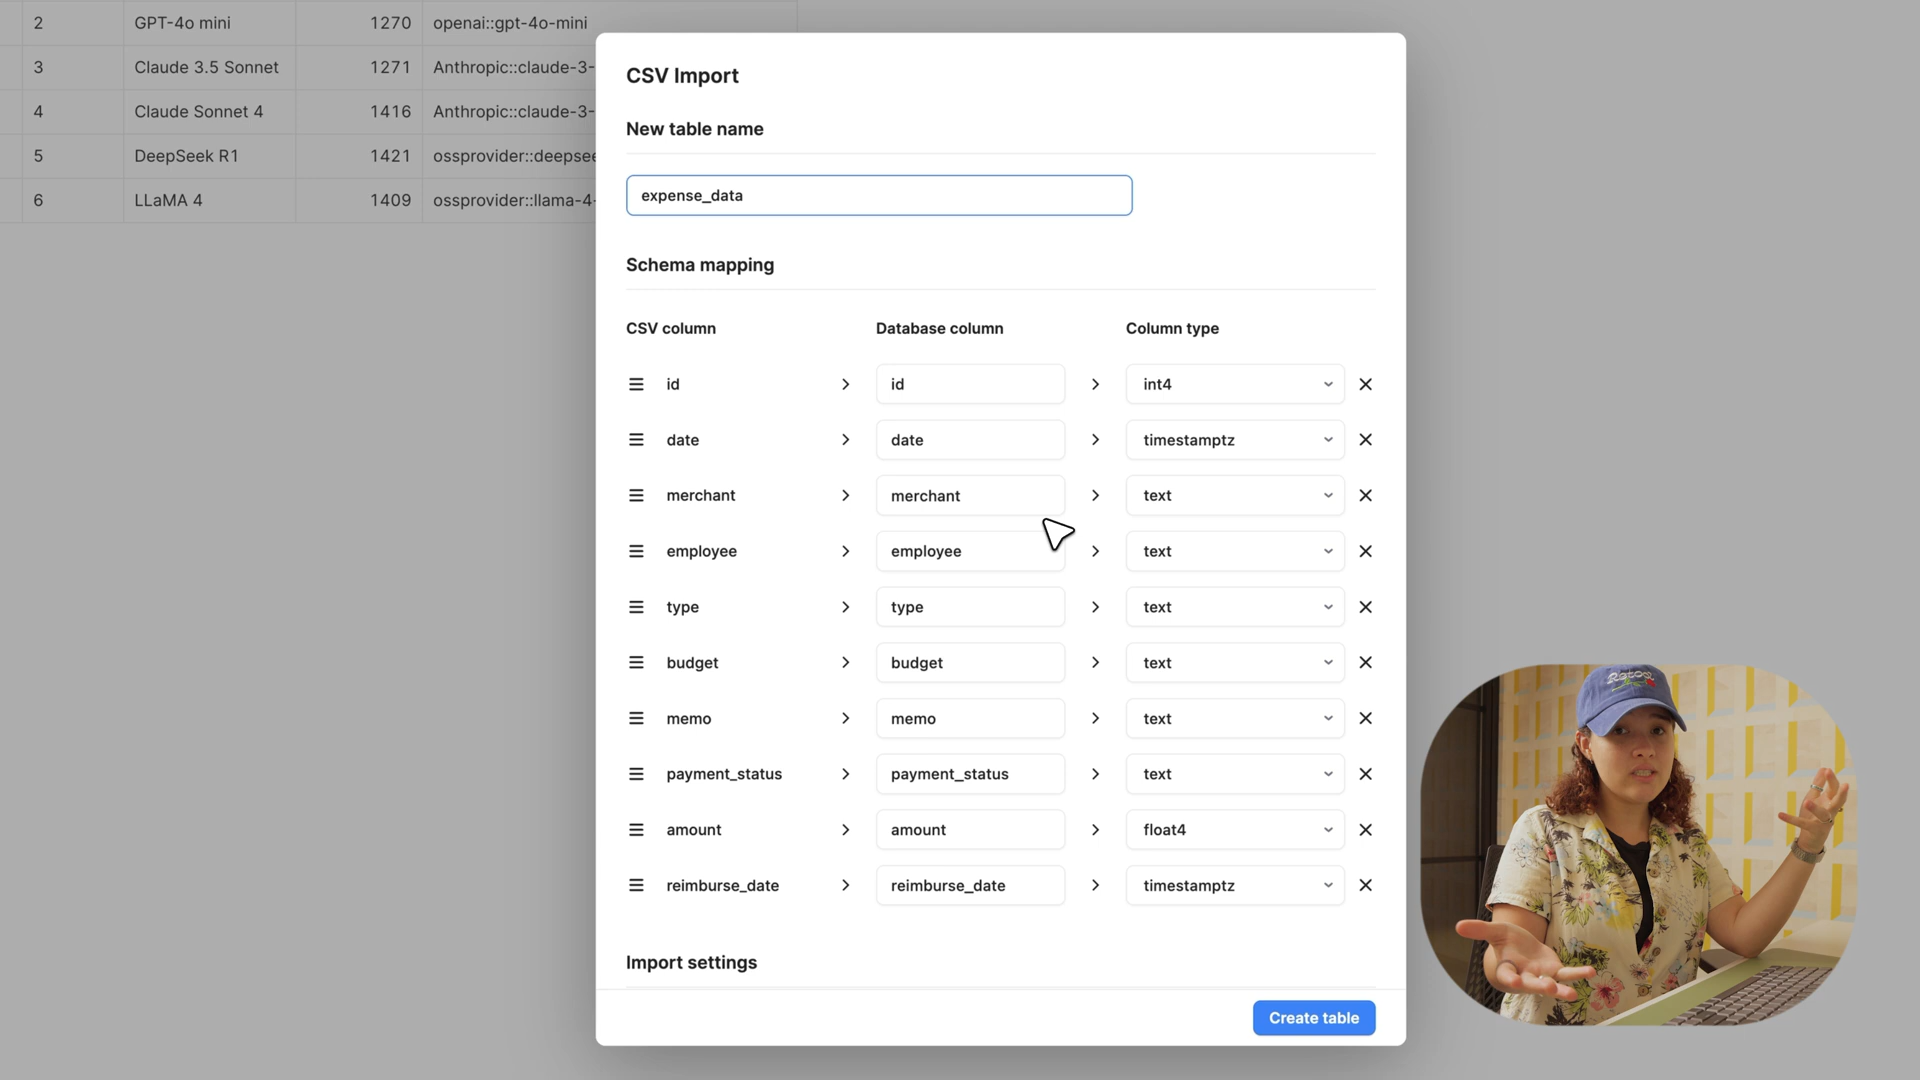 2 GPT-4o mini 1270 openai::gpt-4o-mini
3 Claude 3.5 Sonnet 1271 Anthropic::claude-3-
4 Claude Sonnet 4 1416 Anthropic::claude-3-
5 DeepSeek R1 1421 ossprovider::deepsee
6 LLaMA 4 1409 ossprovider::llama-4-
CSV Import
New table name
expense_data
Schema mapping
CSV column Database column Column type
id id int4
date date timestamptz
merchant merchant text
employee employee text
type type text
budget budget text
memo memo text
payment_status payment_status text
amount amount float4
reimburse_date reimburse_date timestamptz
Import settings
Create table